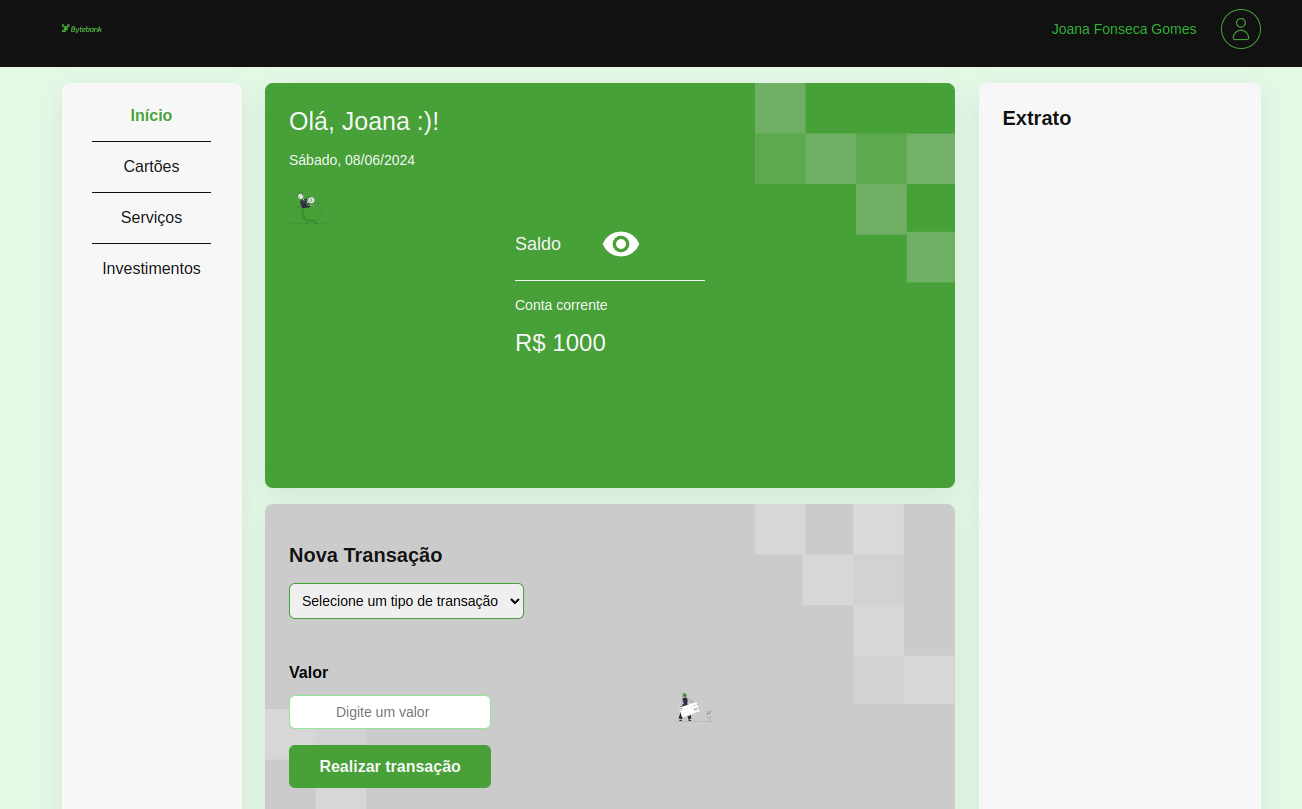 Bytebank
Joana Fonseca Gomes
Início
Cartões
Serviços
Investimentos
Olá, Joana :)!
Sábado, 08/06/2024
Saldo
Conta corrente
R$ 1000
Nova Transação
Selecione um tipo de transação
Valor
Digite um valor
Realizar transação
Extrato